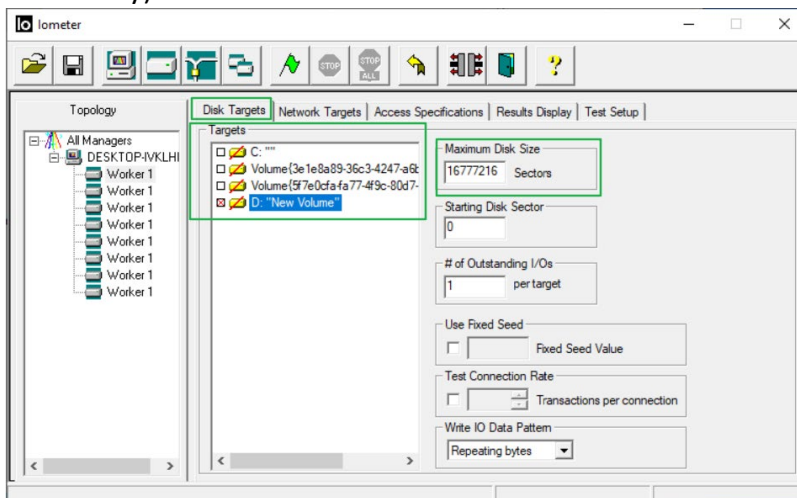 Iometer
STOP
STOP ALL
?
Topology
All Managers
DESKTOP-IVKLHI
Worker 1
Worker 1
Worker 1
Worker 1
Worker 1
Worker 1
Worker 1
Worker 1
Disk Targets Network Targets Access Specifications Results Display Test Setup
Targets
C: ""
Volume{3e1e8a89-36c3-4247-a6b
Volume{5f7e0cfa-fa77-4f9c-80d7-
D: "New Volume"
Maximum Disk Size
16777216 Sectors
Starting Disk Sector
0
# of Outstanding I/Os
1 per target
Use Fixed Seed
Fixed Seed Value
Test Connection Rate
Transactions per connection
Write IO Data Pattern
Repeating bytes